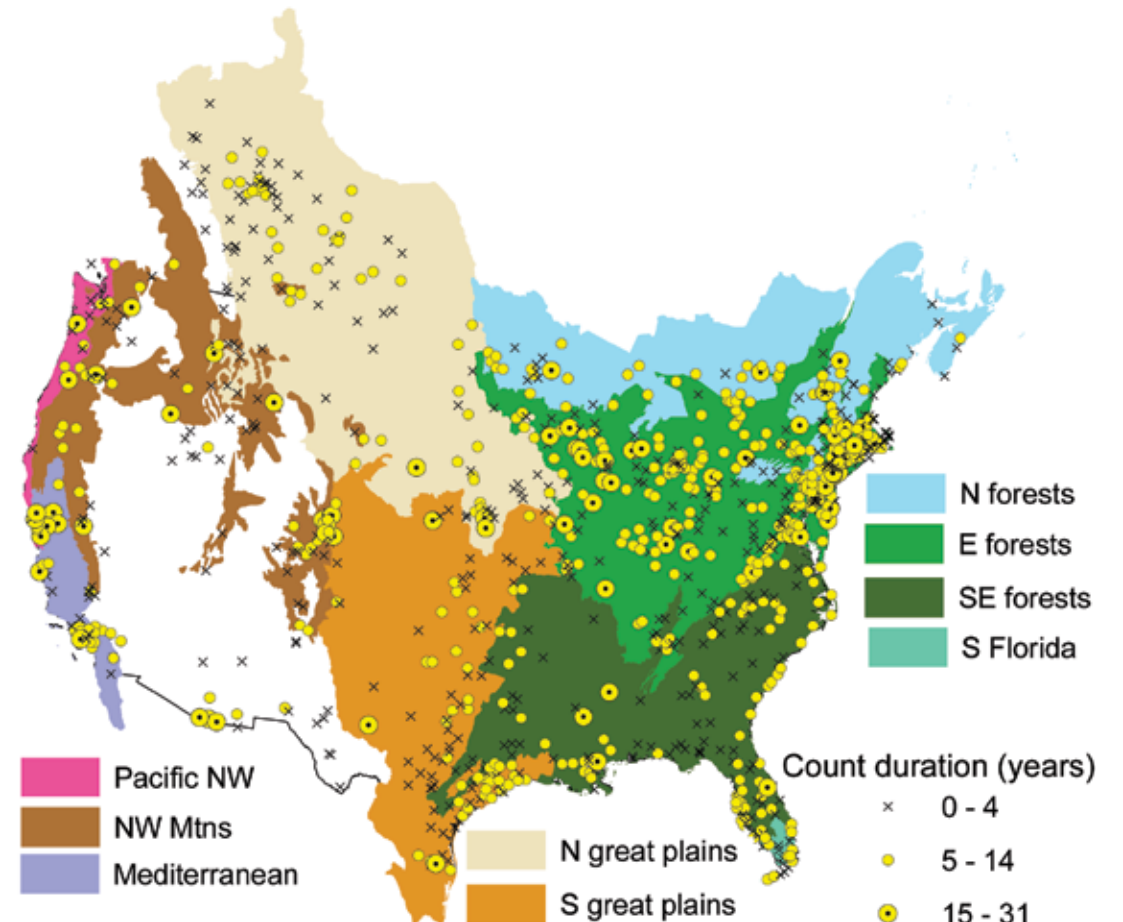 N forests
E forests
SE forests
S Florida
Pacific NW
NW Mtns
Mediterranean
N great plains
S great plains
Count duration (years)
0 - 4
5 - 14
15 - 31